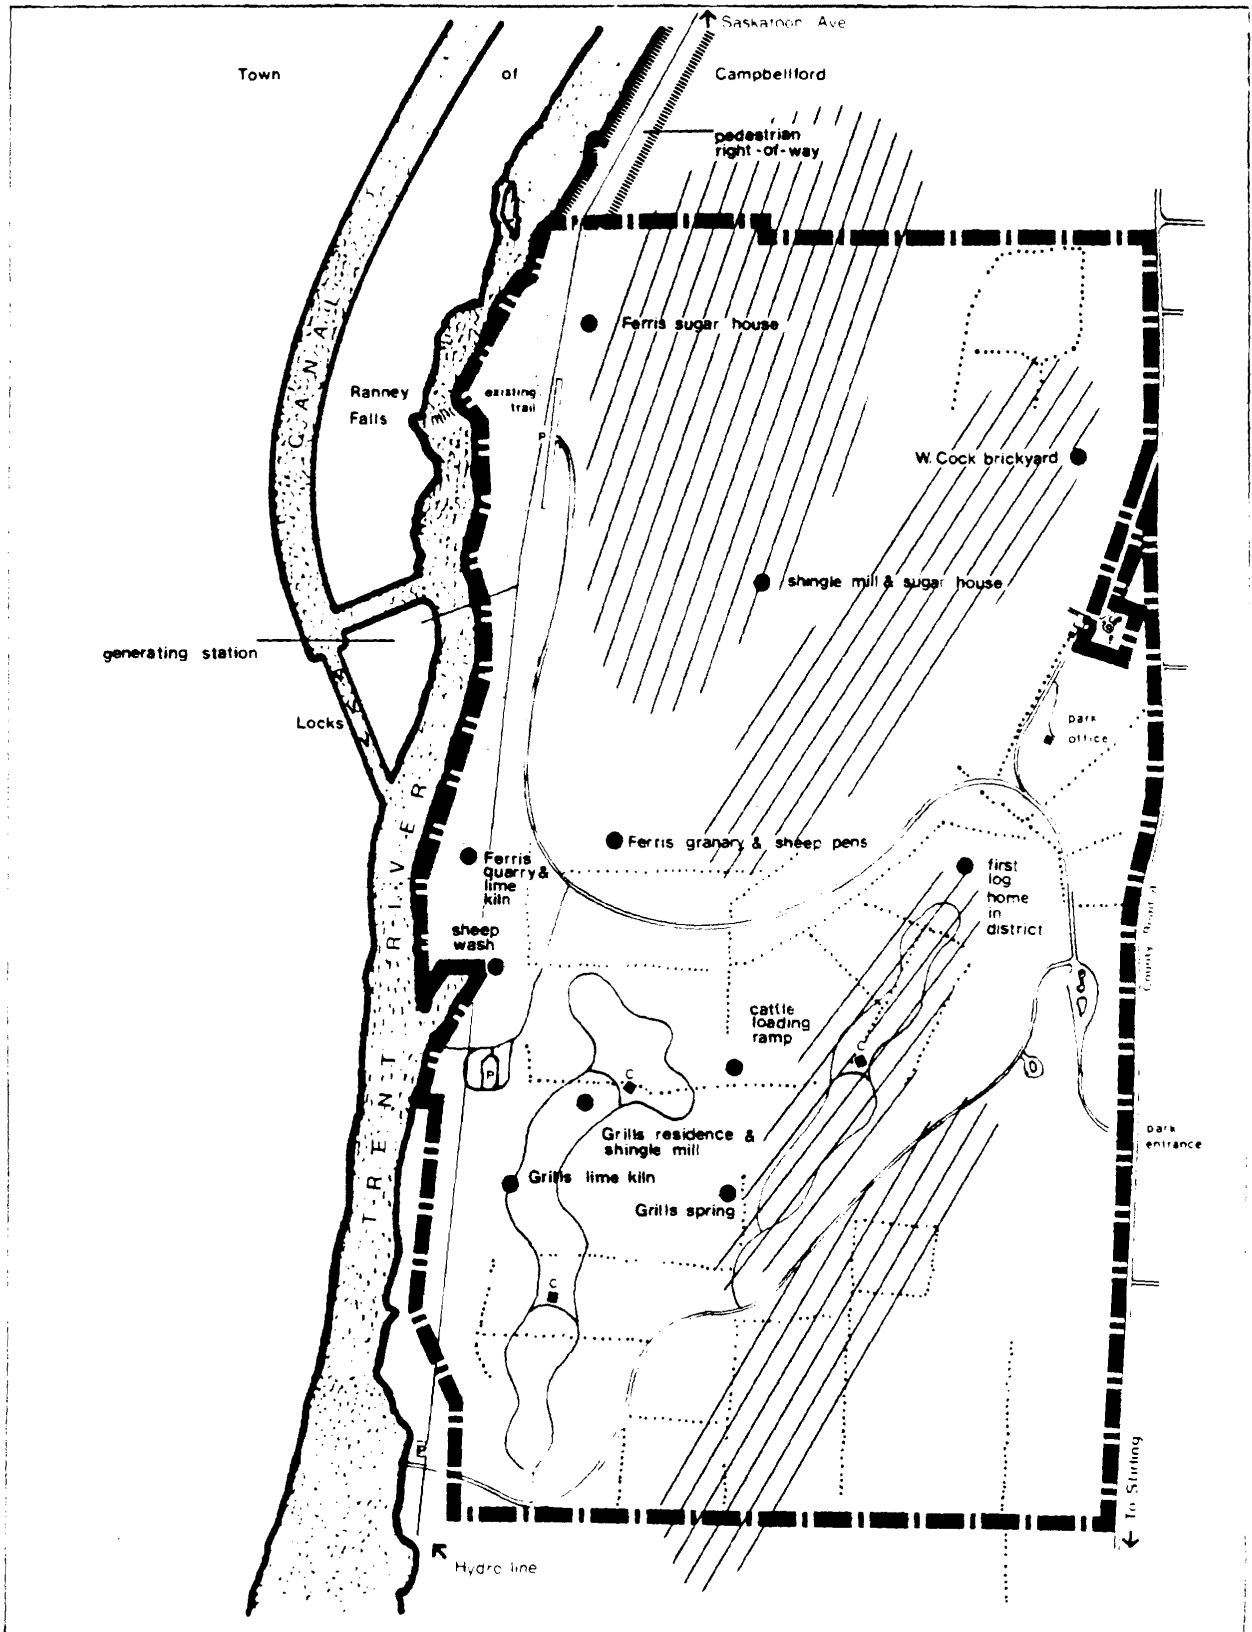 Saskatoon Ave
Town of Campbellford
pedestrian
right-of-way
Ferris sugar house
CANAL
Ranney
Falls
existing
trail
P
W. Cock brickyard
shingle mill & sugar house
generating station
Locks
park
office
RIVER
Ferris granary & sheep pens
Ferris
quarry &
lime
kiln
first
log
home
in
district
sheep
wash
cattle
loading
ramp
C
P
C
TRENT
Grills residence &
shingle mill
park
entrance
Grills lime kiln
Grills spring
C
P
To Stirling
Hydro line